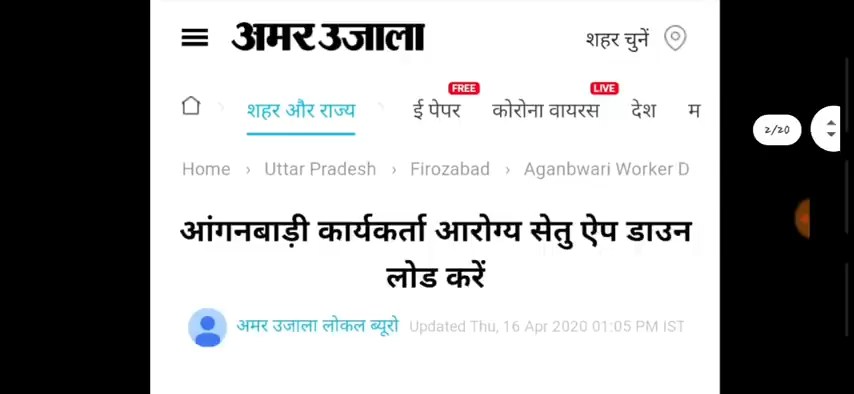 अमर उजाला
शहर चुनें
FREE LIVE
शहर और राज्य ई पेपर कोरोना वायरस देश म
2/20
Home › Uttar Pradesh › Firozabad › Aganbwari Worker D
आंगनबाड़ी कार्यकर्ता आरोग्य सेतु ऐप डाउन
लोड करें
अमर उजाला लोकल ब्यूरो Updated Thu, 16 Apr 2020 01:05 PM IST